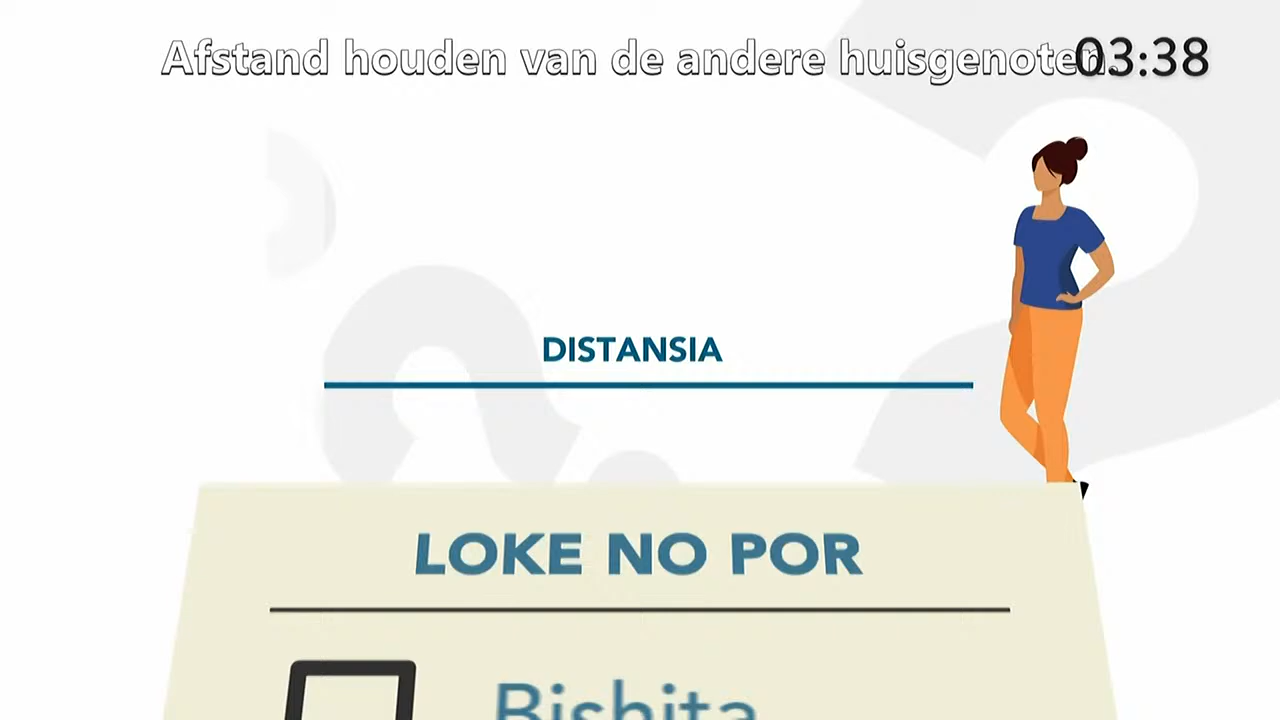 Afstand houden van de andere huisgenoten.
03:38
DISTANSIA
LOKE NO POR
Bishita